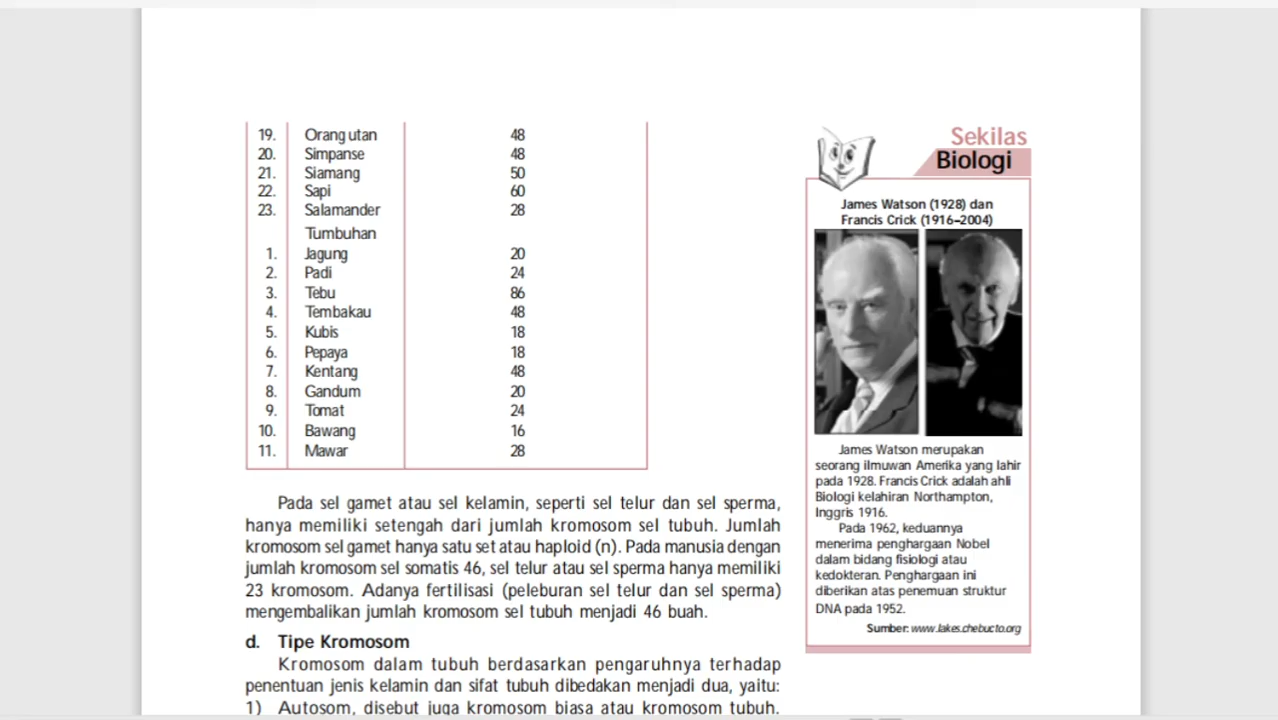 19. Orang utan 48
20. Simpanse 48
21. Siamang 50
22. Sapi 60
23. Salamander 28
Tumbuhan
1. Jagung 20
2. Padi 24
3. Tebu 86
4. Tembakau 48
5. Kubis 18
6. Pepaya 18
7. Kentang 48
8. Gandum 20
9. Tomat 24
10. Bawang 16
11. Mawar 28
Pada sel gamet atau sel kelamin, seperti sel telur dan sel sperma,
hanya memiliki setengah dari jumlah kromosom sel tubuh. Jumlah
kromosom sel gamet hanya satu set atau haploid (n). Pada manusia dengan
jumlah kromosom sel somatis 46, sel telur atau sel sperma hanya memiliki
23 kromosom. Adanya fertilisasi (peleburan sel telur dan sel sperma)
mengembalikan jumlah kromosom sel tubuh menjadi 46 buah.
d. Tipe Kromosom
Kromosom dalam tubuh berdasarkan pengaruhnya terhadap
penentuan jenis kelamin dan sifat tubuh dibedakan menjadi dua, yaitu:
1) Autosom, disebut juga kromosom biasa atau kromosom tubuh.
Sekilas
Biologi
James Watson (1928) dan
Francis Crick (1916–2004)
James Watson merupakan
seorang ilmuwan Amerika yang lahir
pada 1928. Francis Crick adalah ahli
Biologi kelahiran Northampton,
Inggris 1916.
Pada 1962, keduannya
menerima penghargaan Nobel
dalam bidang fisiologi atau
kedokteran. Penghargaan ini
diberikan atas penemuan struktur
DNA pada 1952.
Sumber: www.lakes.chebucto.org